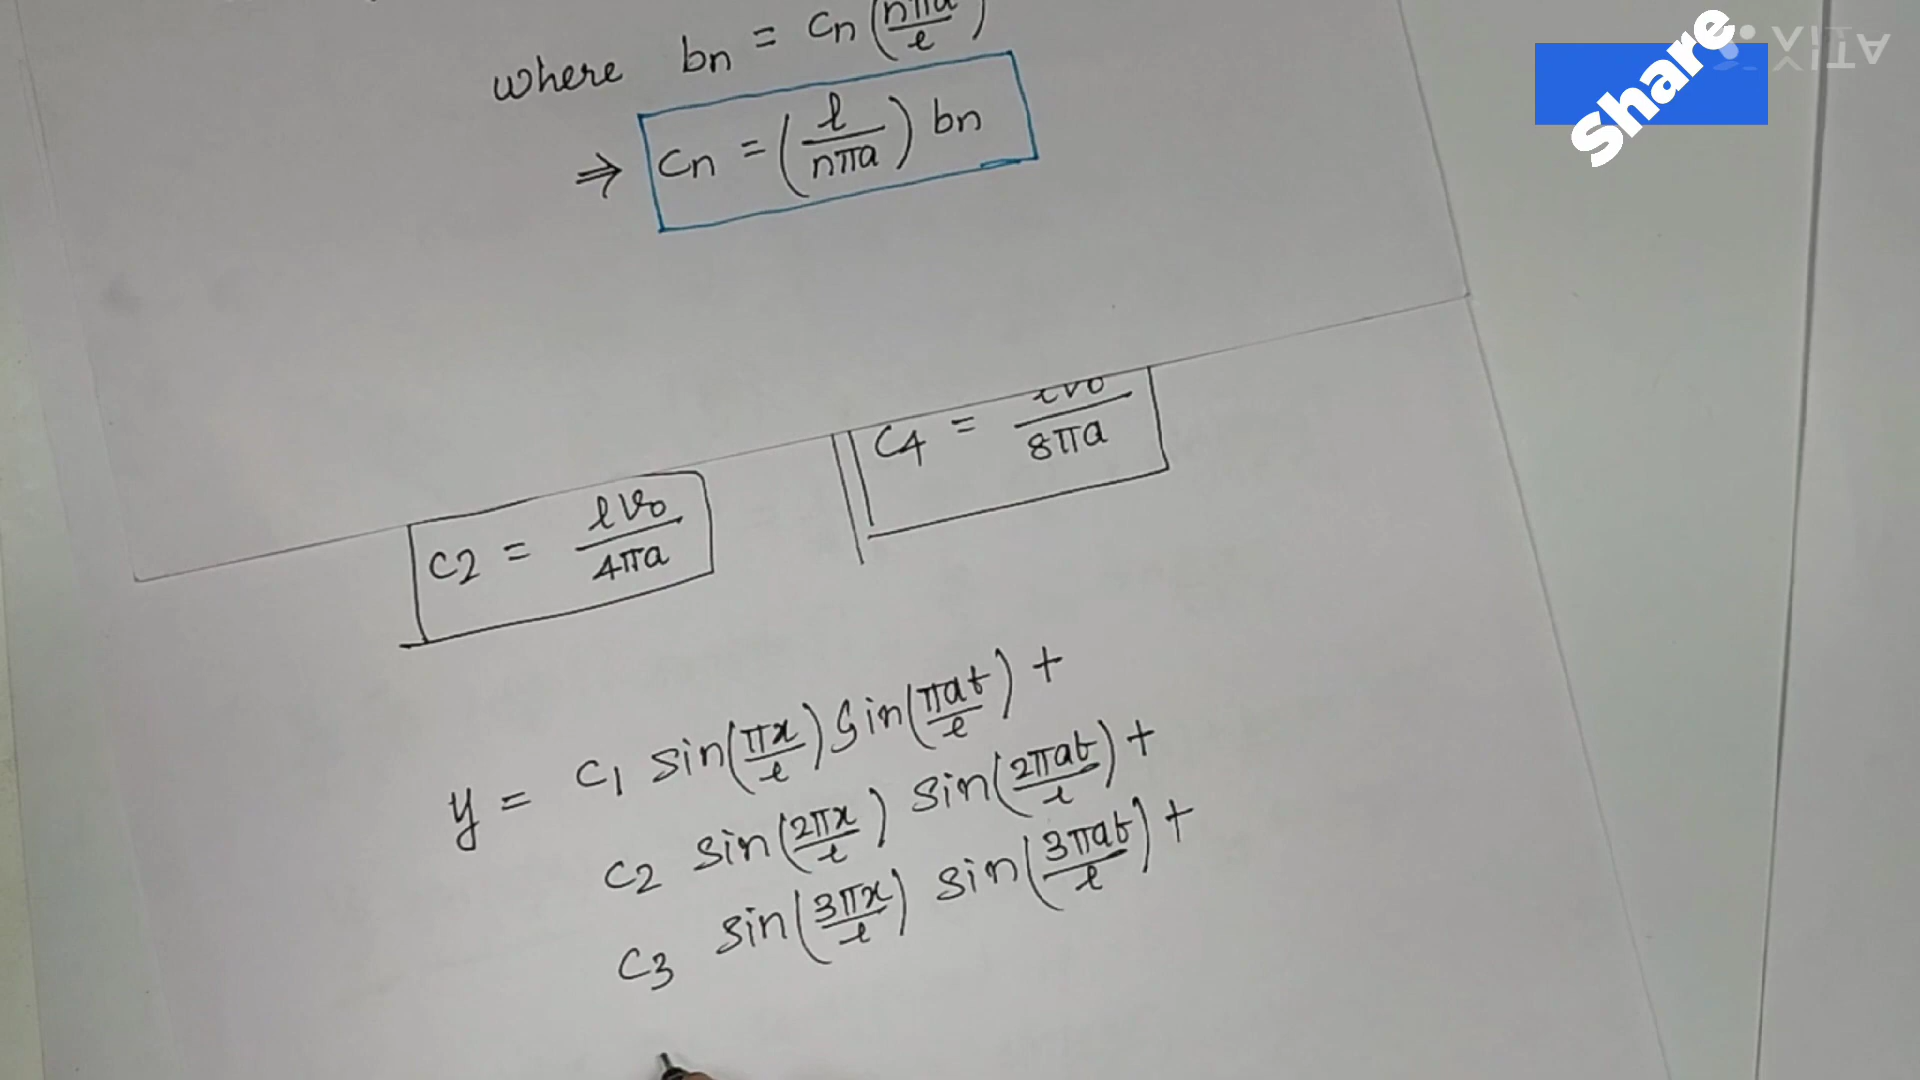 where bn = cn (nπa/l)
⇒ cn = (l/nπa) bn
c4 = lv0/8πa
c2 = lv0/4πa
y = c1 sin(πx/l) sin(πat/l) +
c2 sin(2πx/l) sin(2πat/l) +
c3 sin(3πx/l) sin(3πat/l) +
share